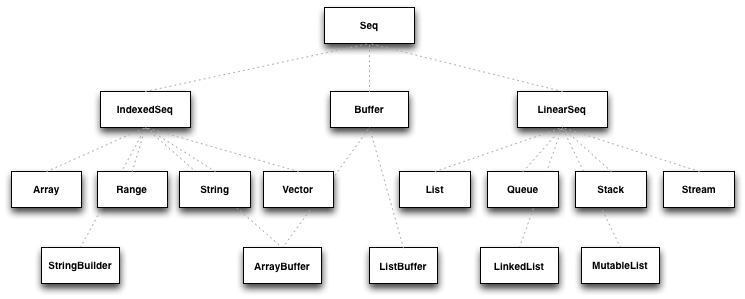 Seq
IndexedSeq
Buffer
LinearSeq
Array
Range
String
Vector
List
Queue
Stack
Stream
StringBuilder
ArrayBuffer
ListBuffer
LinkedList
MutableList